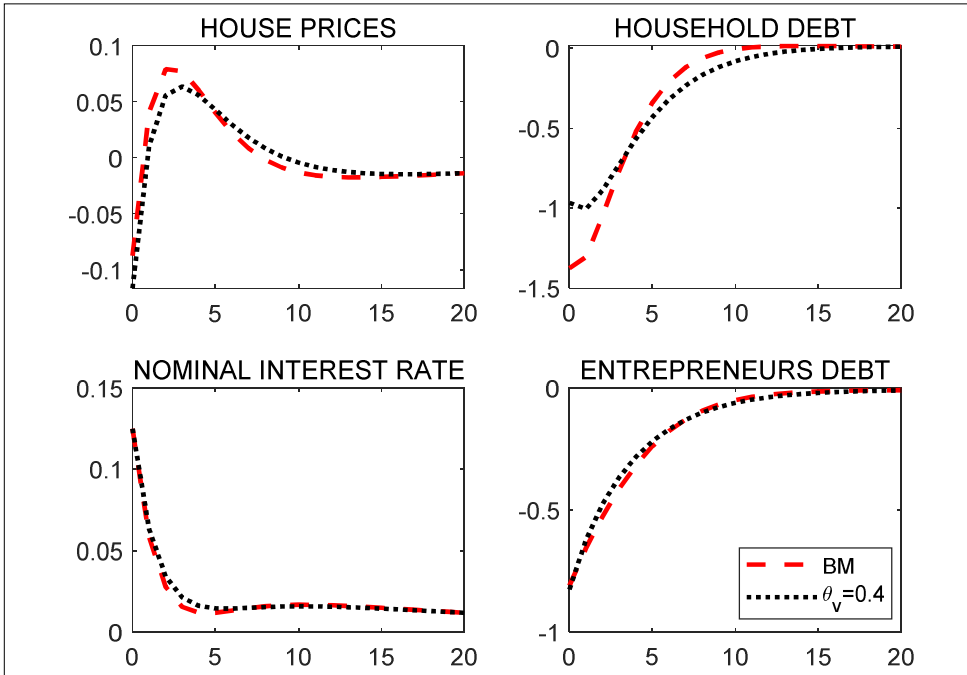 HOUSE PRICES
0.1
0.05
0
-0.05
-0.1
0 5 10 15 20
HOUSEHOLD DEBT
0
-0.5
-1
-1.5
0 5 10 15 20
NOMINAL INTEREST RATE
0.15
0.1
0.05
0
0 5 10 15 20
ENTREPRENEURS DEBT
0
-0.5
-1
0 5 10 15 20
BM
θv=0.4